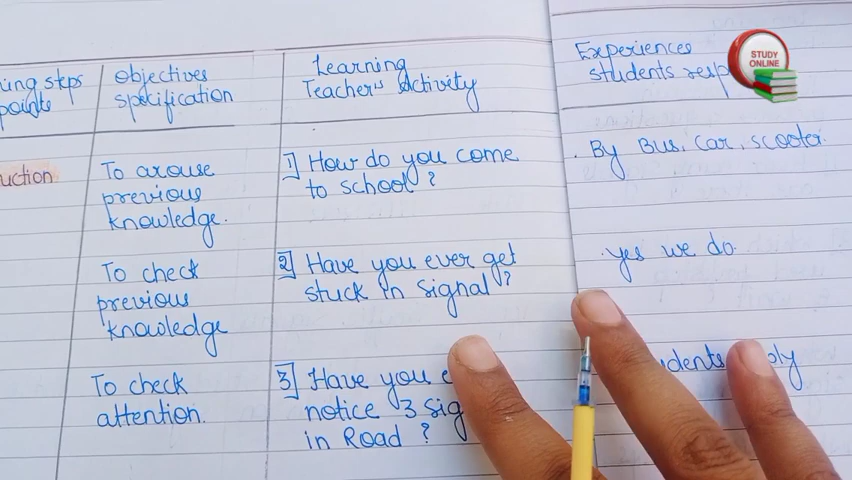 ing steps
points
objectives
specification
Learning
Teacher's Activity
Experiences
students resp
STUDY
ONLINE
uction
To arouse
previous
knowledge.
1] How do you come
to school ?
. By Bus, Car, scooter.
To check
previous
knowledge
2] Have you ever get
stuck in signal ?
. yes we do.
To check
attention.
3] Have you
notice 3 sig
in Road ?
udents